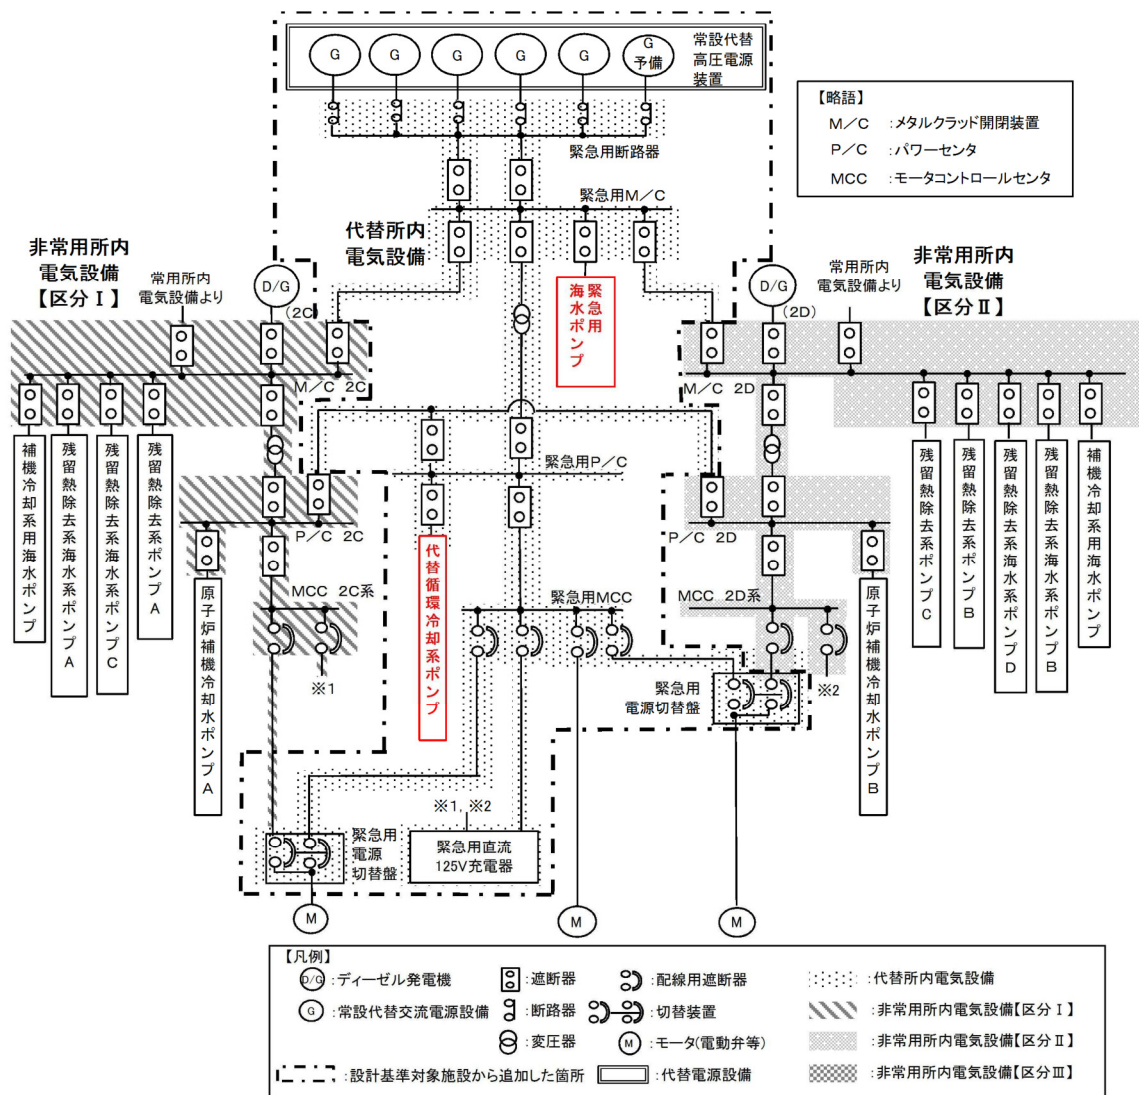 G
G
G
G
G
G
予備
常設代替
高圧電源
装置
【略語】
M/C :メタルクラッド開閉装置
P/C :パワーセンタ
MCC :モータコントロールセンタ
緊急用断路器
緊急用M/C
代替所内
電気設備
非常用所内
電気設備
【区分Ⅰ】
常用所内
電気設備より
D/G
(2C)
緊急用
海水ポンプ
D/G
(2D)
常用所内
電気設備より
非常用所内
電気設備
【区分Ⅱ】
M/C 2C
M/C 2D
補機冷却系用海水ポンプ
残留熱除去系海水系ポンプA
残留熱除去系海水系ポンプC
残留熱除去系ポンプA
緊急用P/C
残留熱除去系ポンプC
残留熱除去系ポンプB
残留熱除去系海水系ポンプD
残留熱除去系海水系ポンプB
補機冷却系用海水ポンプ
P/C 2C
P/C 2D
原子炉補機冷却水ポンプA
代替循環冷却系ポンプ
原子炉補機冷却水ポンプB
MCC 2C系
緊急用MCC
MCC 2D系
※1
※2
緊急用
電源切替盤
※1, ※2
緊急用
電源
切替盤
緊急用直流
125V充電器
M
M
M
【凡例】
D/G :ディーゼル発電機
:遮断器
:配線用遮断器
:代替所内電気設備
G :常設代替交流電源設備
:断路器
:切替装置
:非常用所内電気設備【区分Ⅰ】
:変圧器
M :モータ(電動弁等)
:非常用所内電気設備【区分Ⅱ】
:設計基準対象施設から追加した箇所
:代替電源設備
:非常用所内電気設備【区分Ⅲ】